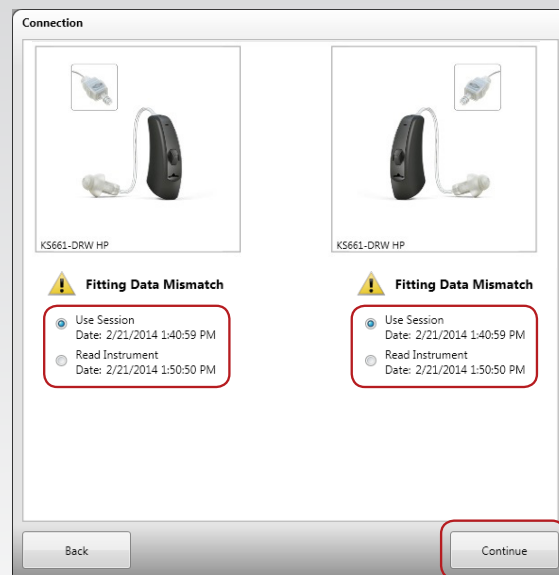 Connection
KS661-DRW HP
KS661-DRW HP
Fitting Data Mismatch
Use Session
Date: 2/21/2014 1:40:59 PM
Read Instrument
Date: 2/21/2014 1:50:50 PM
Fitting Data Mismatch
Use Session
Date: 2/21/2014 1:40:59 PM
Read Instrument
Date: 2/21/2014 1:50:50 PM
Back
Continue